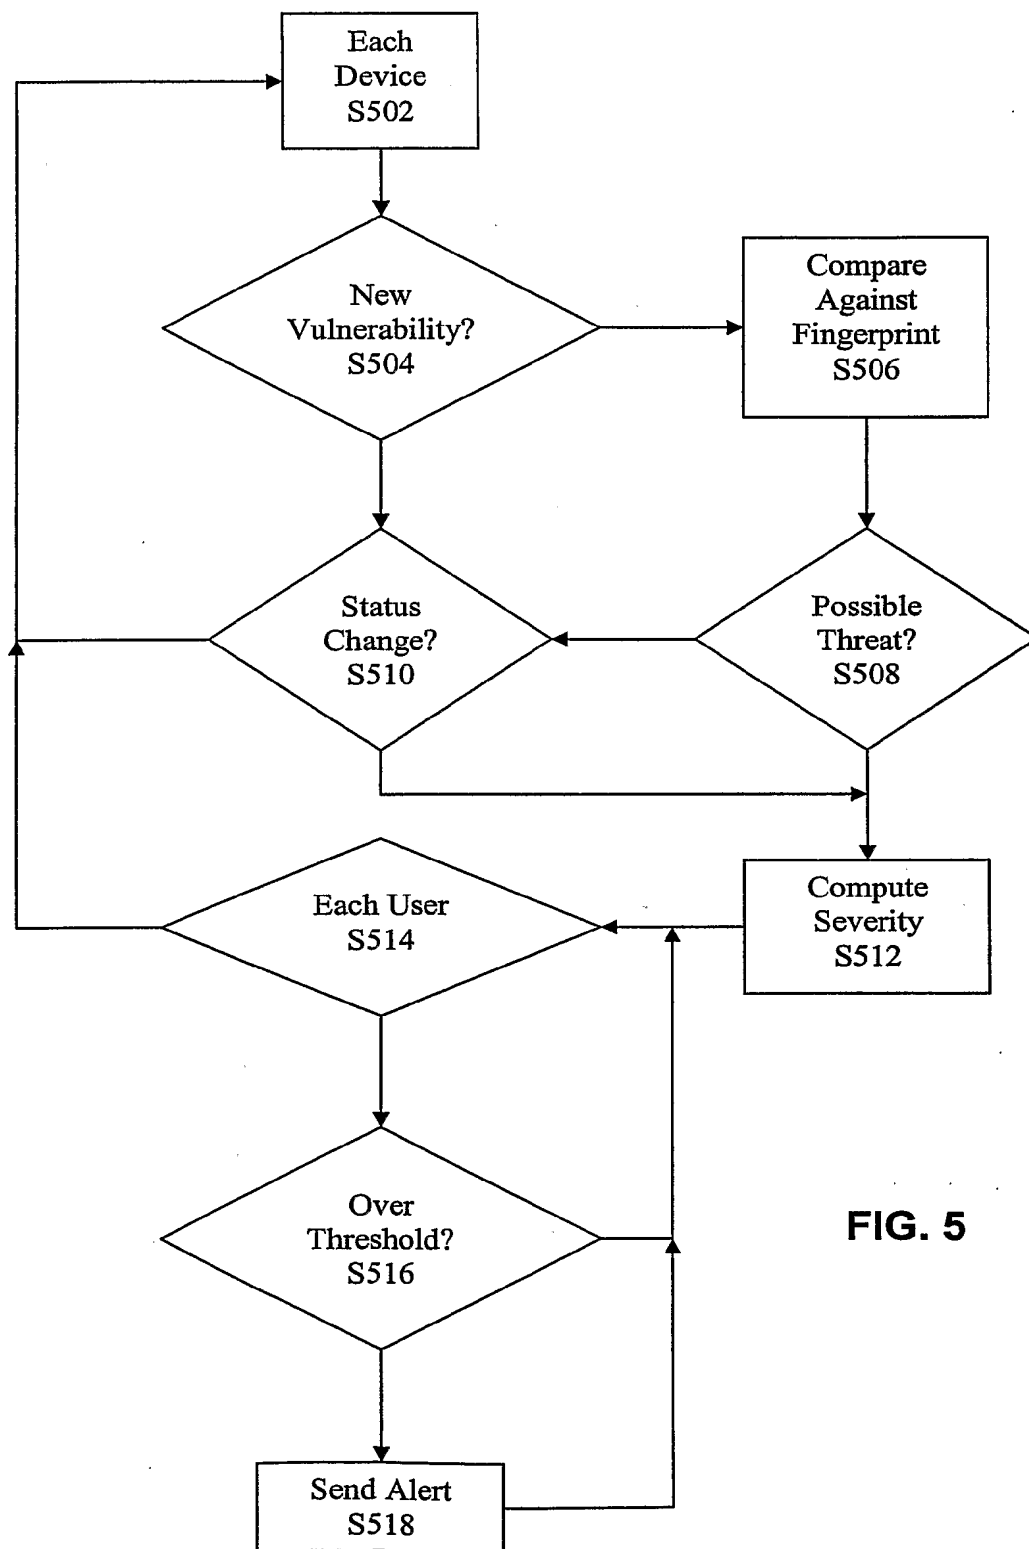 Each
Device
S502
New
Vulnerability?
S504
Compare
Against
Fingerprint
S506
Status
Change?
S510
Possible
Threat?
S508
Each User
S514
Compute
Severity
S512
Over
Threshold?
S516
FIG. 5
Send Alert
S518